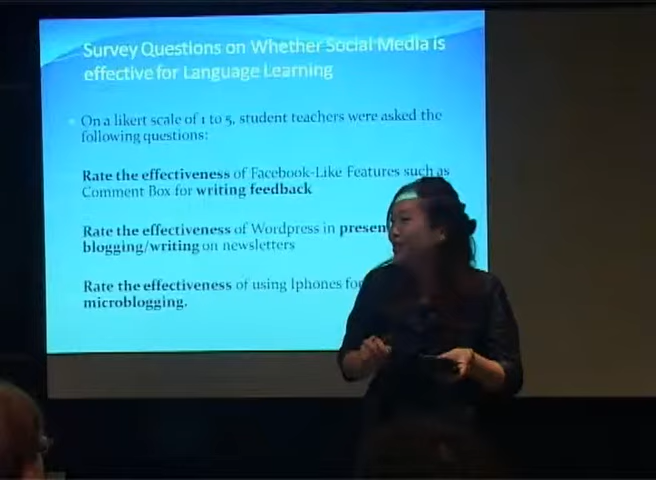 Survey Questions on Whether Social Media is
effective for Language Learning
On a likert scale of 1 to 5, student teachers were asked the
following questions:
Rate the effectiveness of Facebook-Like Features such as
Comment Box for writing feedback
Rate the effectiveness of Wordpress in presen
blogging/writing on newsletters
Rate the effectiveness of using Iphones for
microblogging.